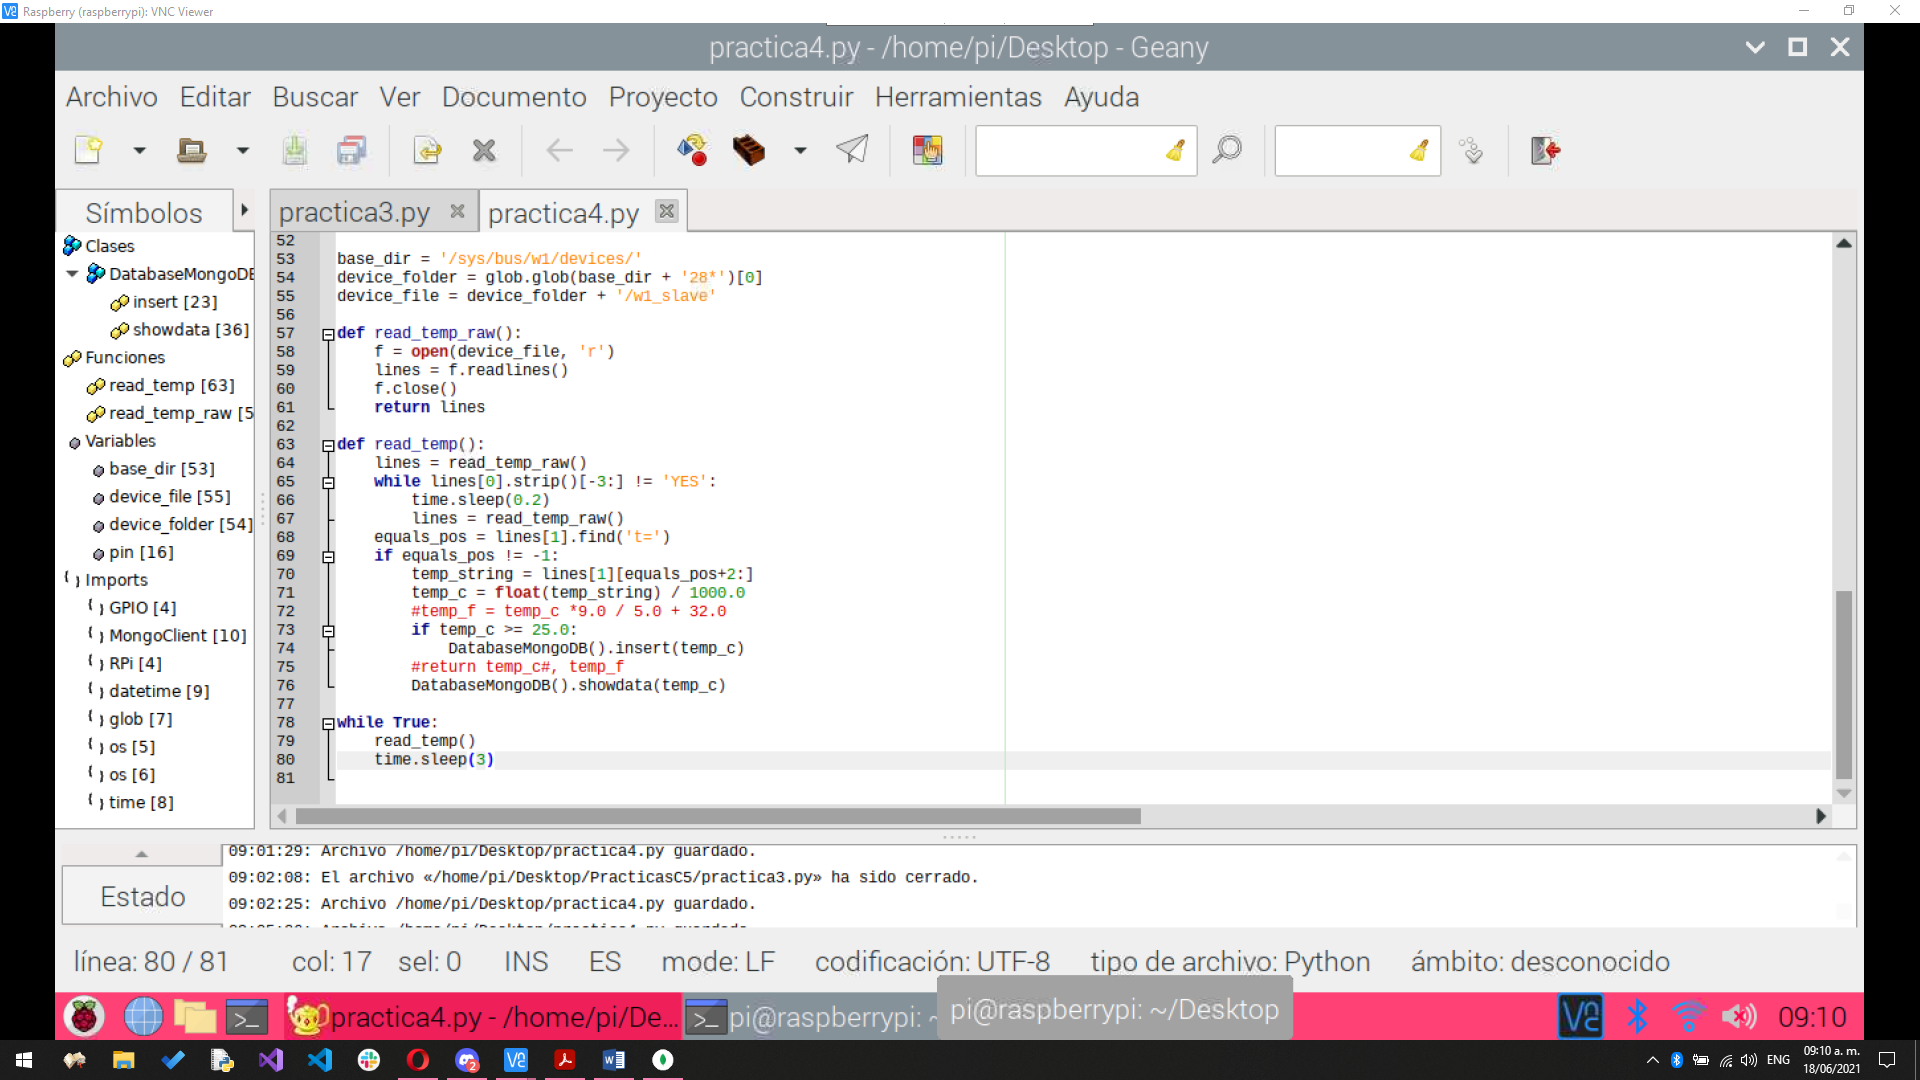 Raspberry (raspberrypi): VNC Viewer
practica4.py - /home/pi/Desktop - Geany
Archivo Editar Buscar Ver Documento Proyecto Construir Herramientas Ayuda
Símbolos
practica3.py
practica4.py
Clases
DatabaseMongoDB
insert [23]
showdata [36]
Funciones
read_temp [63]
read_temp_raw [5
Variables
base_dir [53]
device_file [55]
device_folder [54]
pin [16]
Imports
GPIO [4]
MongoClient [10]
RPi [4]
datetime [9]
glob [7]
os [5]
os [6]
time [8]
52
53 base_dir = '/sys/bus/w1/devices/'
54 device_folder = glob.glob(base_dir + '28*')[0]
55 device_file = device_folder + '/w1_slave'
56
57 def read_temp_raw():
58 f = open(device_file, 'r')
59 lines = f.readlines()
60 f.close()
61 return lines
62
63 def read_temp():
64 lines = read_temp_raw()
65 while lines[0].strip()[-3:] != 'YES':
66 time.sleep(0.2)
67 lines = read_temp_raw()
68 equals_pos = lines[1].find('t=')
69 if equals_pos != -1:
70 temp_string = lines[1][equals_pos+2:]
71 temp_c = float(temp_string) / 1000.0
72 #temp_f = temp_c *9.0 / 5.0 + 32.0
73 if temp_c >= 25.0:
74 DatabaseMongoDB().insert(temp_c)
75 #return temp_c#, temp_f
76 DatabaseMongoDB().showdata(temp_c)
77
78 while True:
79 read_temp()
80 time.sleep(3)
81
Estado
09:01:29: Archivo /home/pi/Desktop/practica4.py guardado.
09:02:08: El archivo «/home/pi/Desktop/PracticasC5/practica3.py» ha sido cerrado.
09:02:25: Archivo /home/pi/Desktop/practica4.py guardado.
línea: 80 / 81 col: 17 sel: 0 INS ES mode: LF codificación: UTF-8 tipo de archivo: Python ámbito: desconocido
practica4.py - /home/pi/De...
pi@raspberrypi: ~
pi@raspberrypi: ~/Desktop
09:10
ENG
09:10 a. m.
18/06/2021